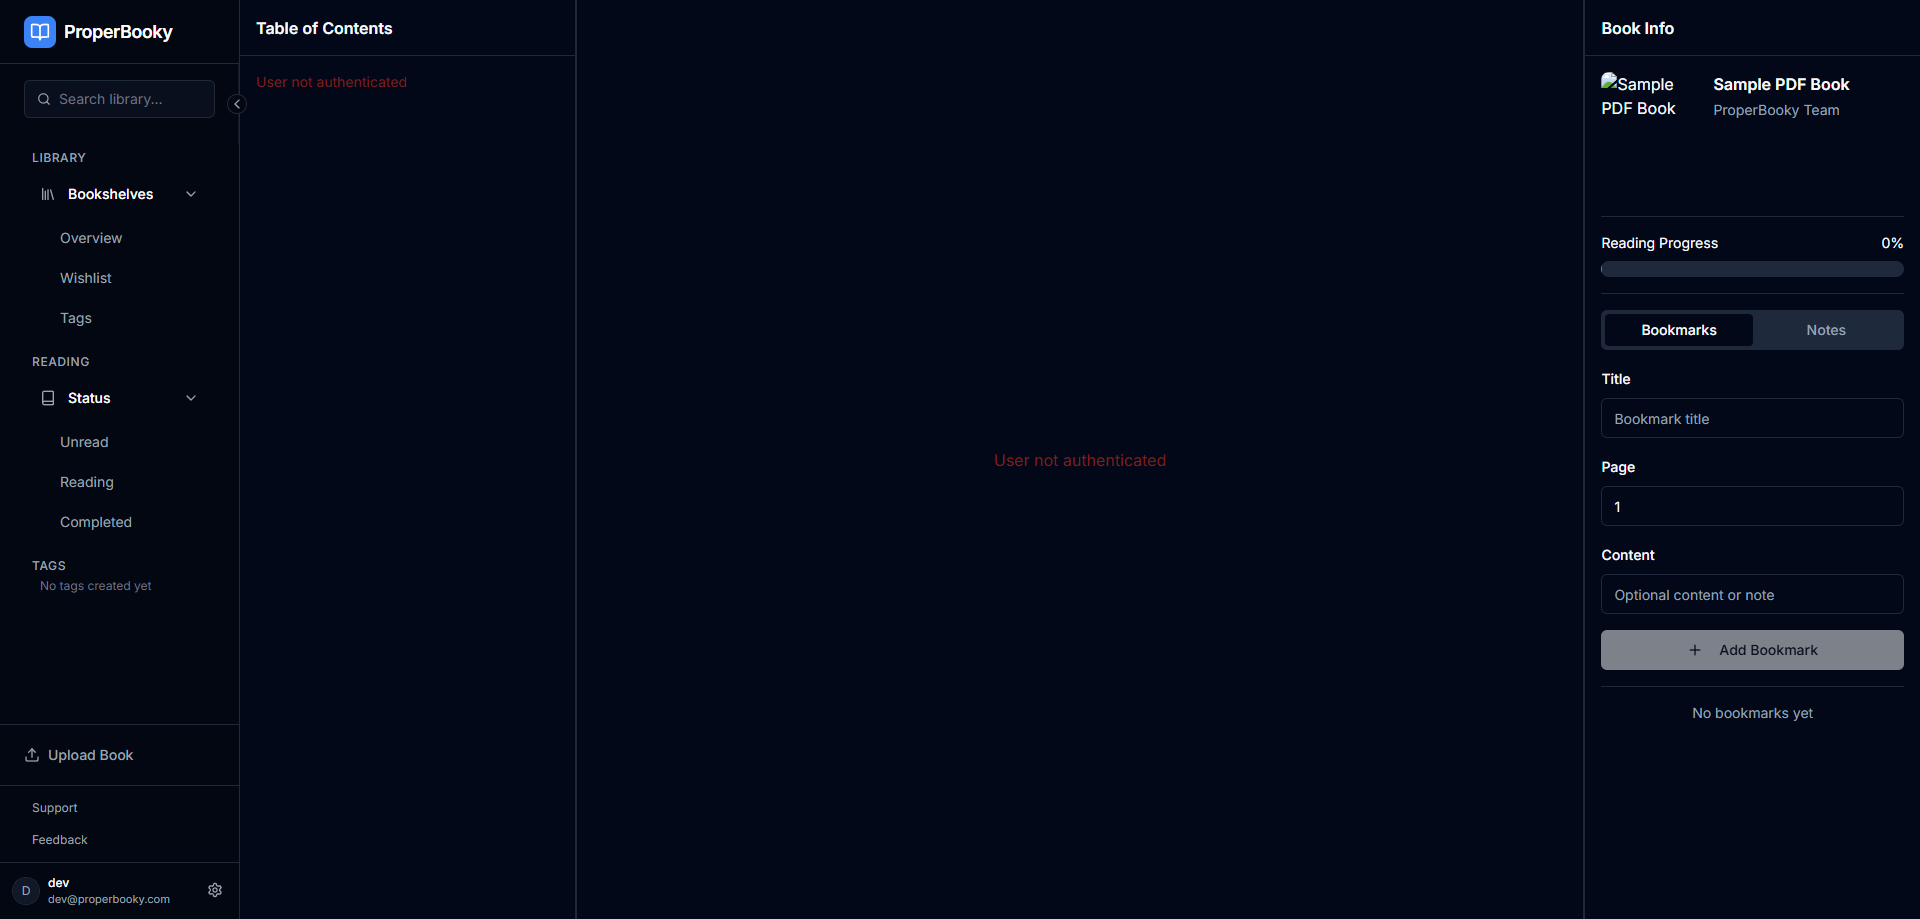 ProperBooky
Search library...
LIBRARY
Bookshelves
Overview
Wishlist
Tags
READING
Status
Unread
Reading
Completed
TAGS
No tags created yet
Upload Book
Support
Feedback
D
dev
dev@properbooky.com
Table of Contents
User not authenticated
User not authenticated
Book Info
Sample
PDF Book
Sample PDF Book
ProperBooky Team
Reading Progress 0%
Bookmarks Notes
Title
Bookmark title
Page
1
Content
Optional content or note
Add Bookmark
No bookmarks yet